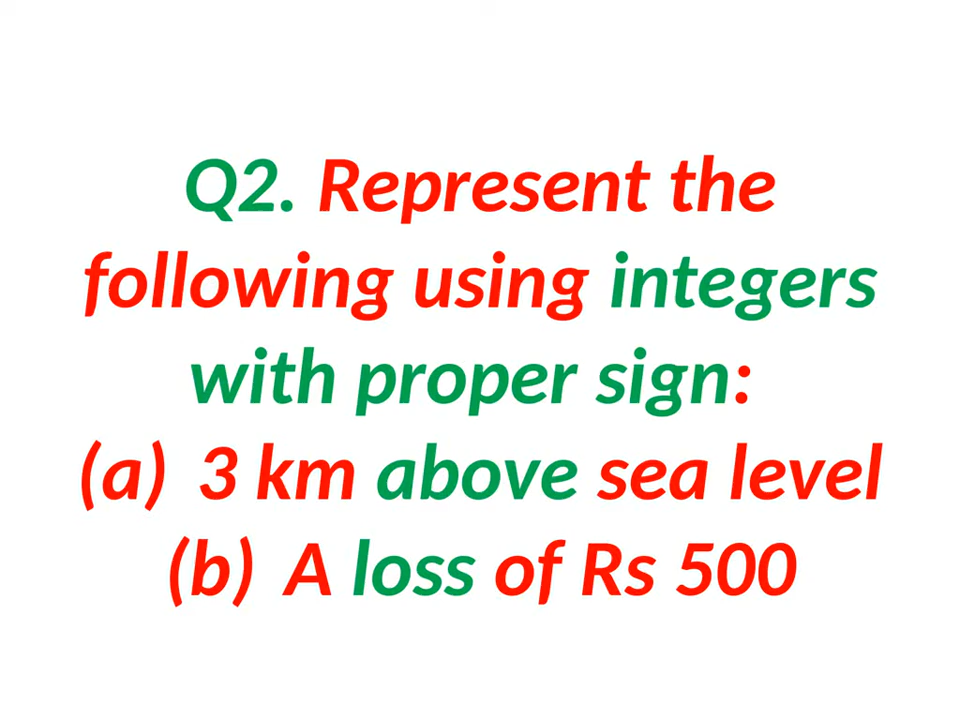 Q2. Represent the
following using integers
with proper sign:
(a) 3 km above sea level
(b) A loss of Rs 500